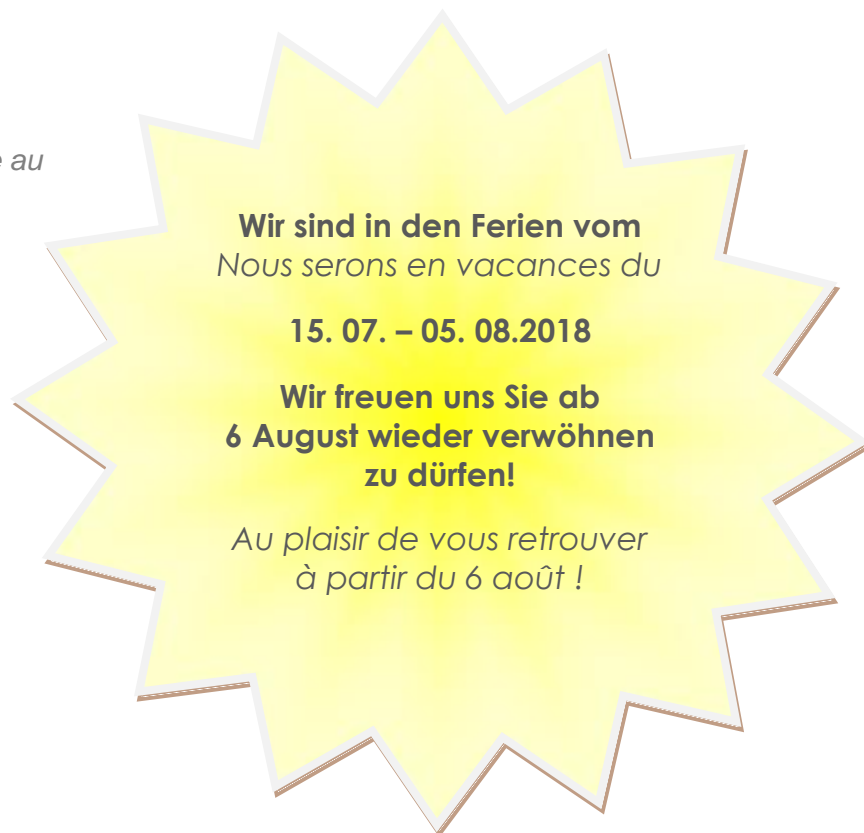 au
Wir sind in den Ferien vom
Nous serons en vacances du
15. 07. – 05. 08.2018
Wir freuen uns Sie ab
6 August wieder verwöhnen
zu dürfen!
Au plaisir de vous retrouver
à partir du 6 août !